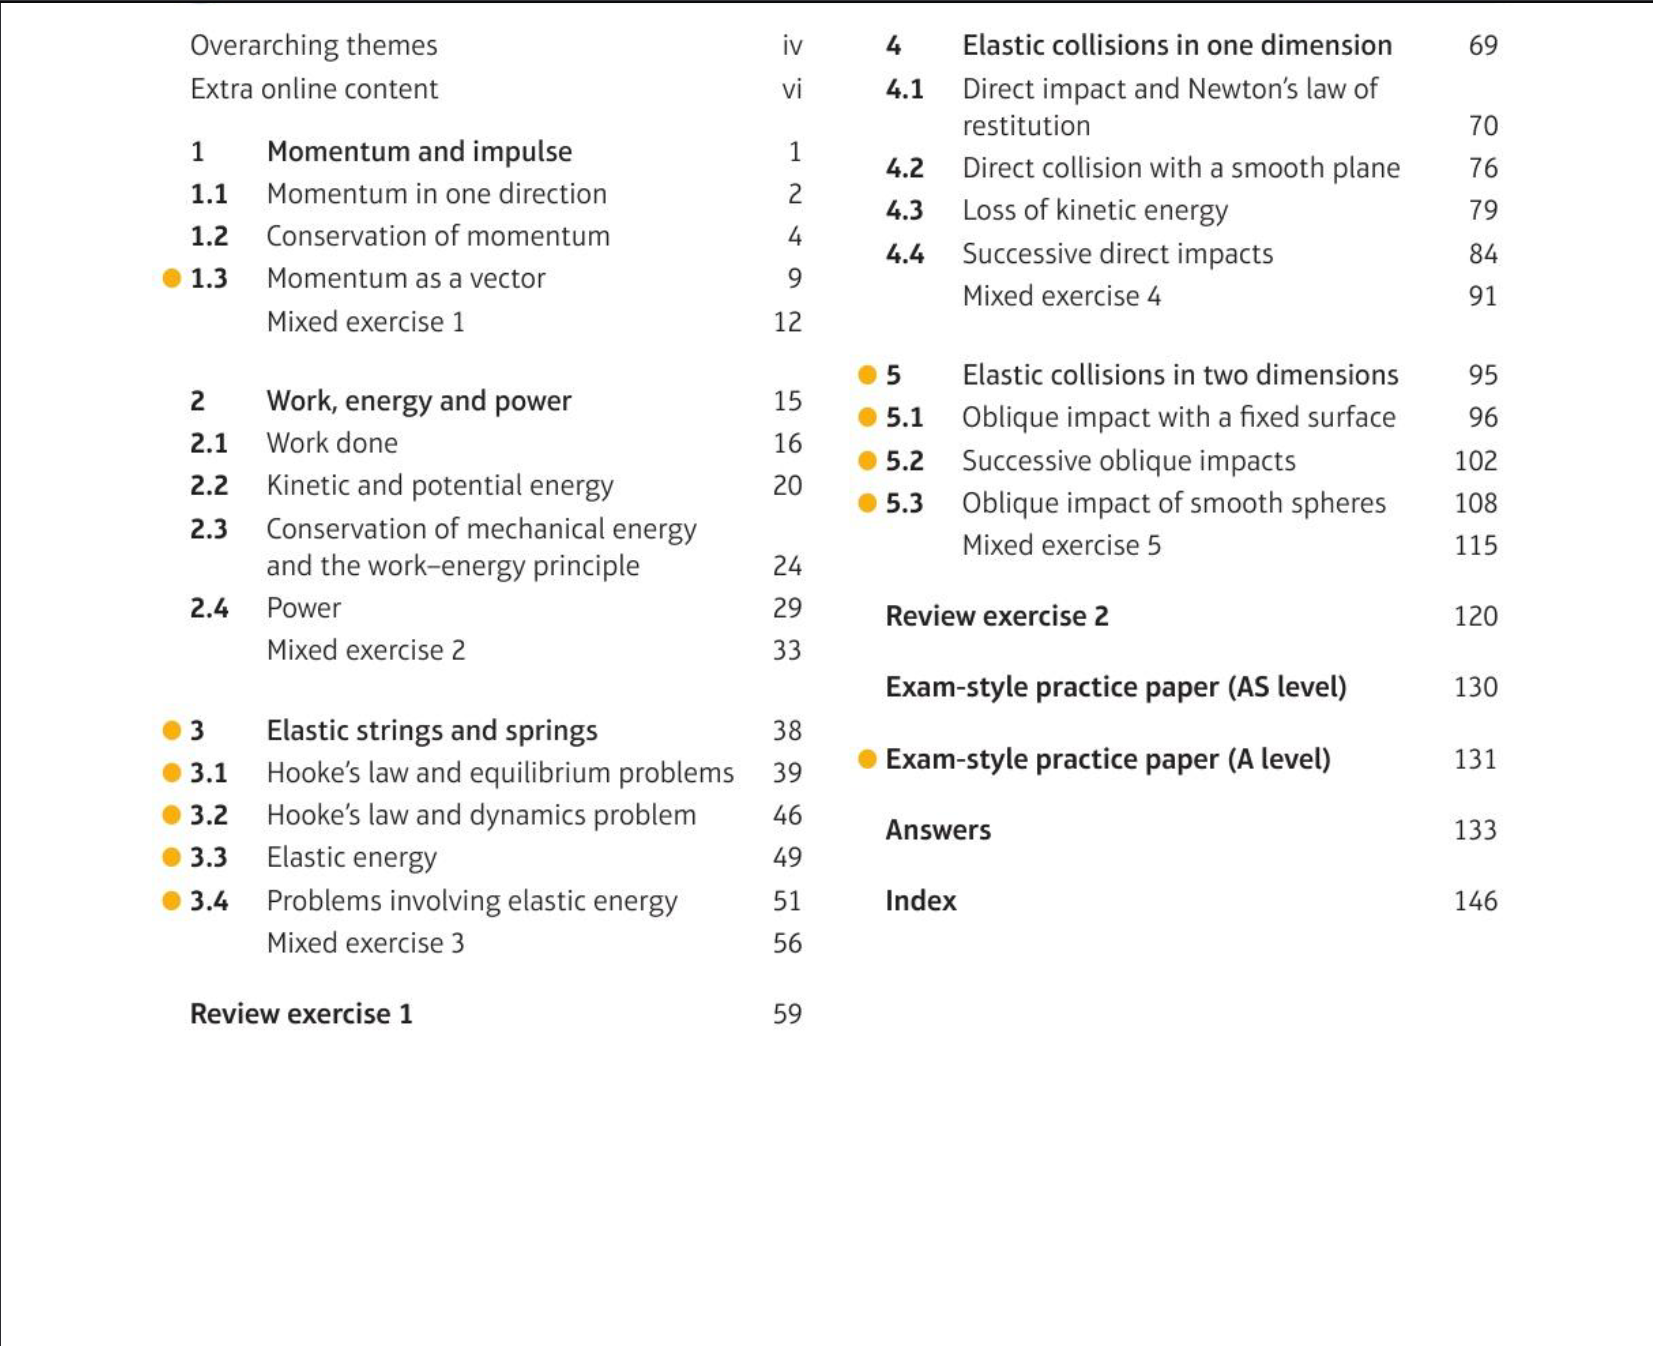 Overarching themes iv
Extra online content vi
1 Momentum and impulse 1
1.1 Momentum in one direction 2
1.2 Conservation of momentum 4
1.3 Momentum as a vector 9
Mixed exercise 1 12
2 Work, energy and power 15
2.1 Work done 16
2.2 Kinetic and potential energy 20
2.3 Conservation of mechanical energy
and the work–energy principle 24
2.4 Power 29
Mixed exercise 2 33
3 Elastic strings and springs 38
3.1 Hooke’s law and equilibrium problems 39
3.2 Hooke’s law and dynamics problem 46
3.3 Elastic energy 49
3.4 Problems involving elastic energy 51
Mixed exercise 3 56
Review exercise 1 59
4 Elastic collisions in one dimension 69
4.1 Direct impact and Newton’s law of
restitution 70
4.2 Direct collision with a smooth plane 76
4.3 Loss of kinetic energy 79
4.4 Successive direct impacts 84
Mixed exercise 4 91
5 Elastic collisions in two dimensions 95
5.1 Oblique impact with a fixed surface 96
5.2 Successive oblique impacts 102
5.3 Oblique impact of smooth spheres 108
Mixed exercise 5 115
Review exercise 2 120
Exam-style practice paper (AS level) 130
Exam-style practice paper (A level) 131
Answers 133
Index 146